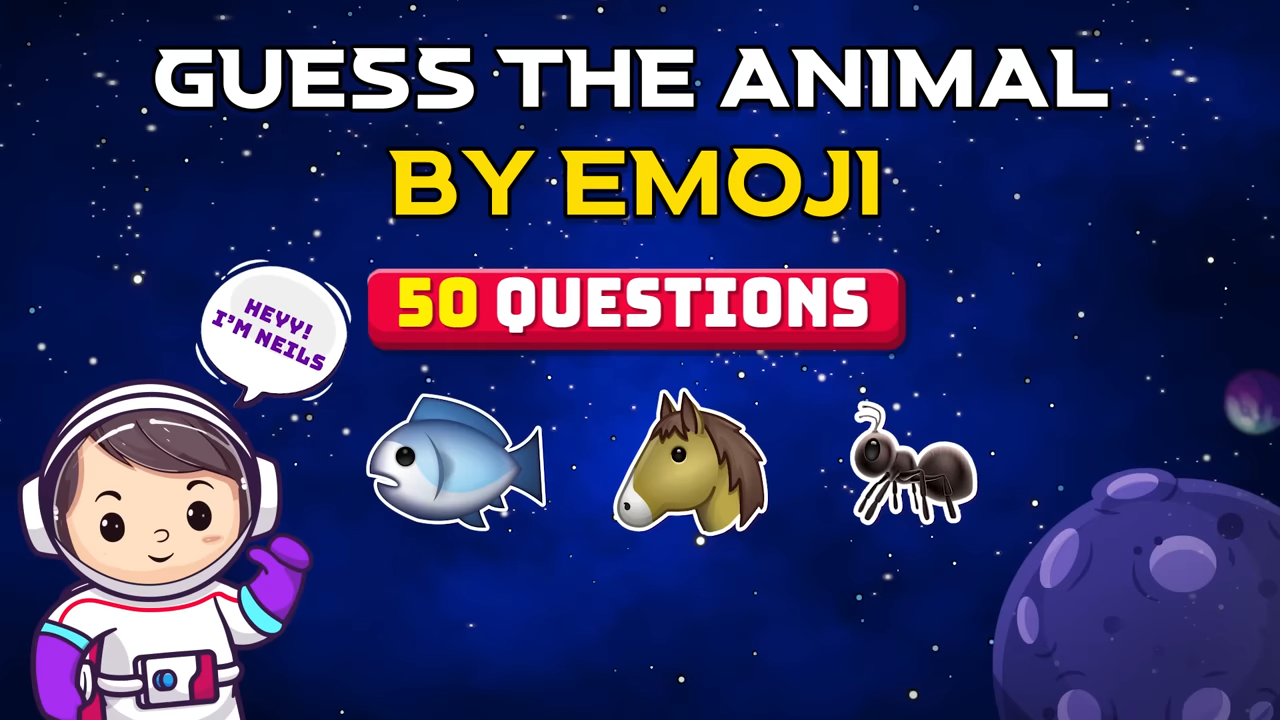 GUESS THE ANIMAL
BY EMOJI
50 QUESTIONS
HEYY!
I'M NEILS